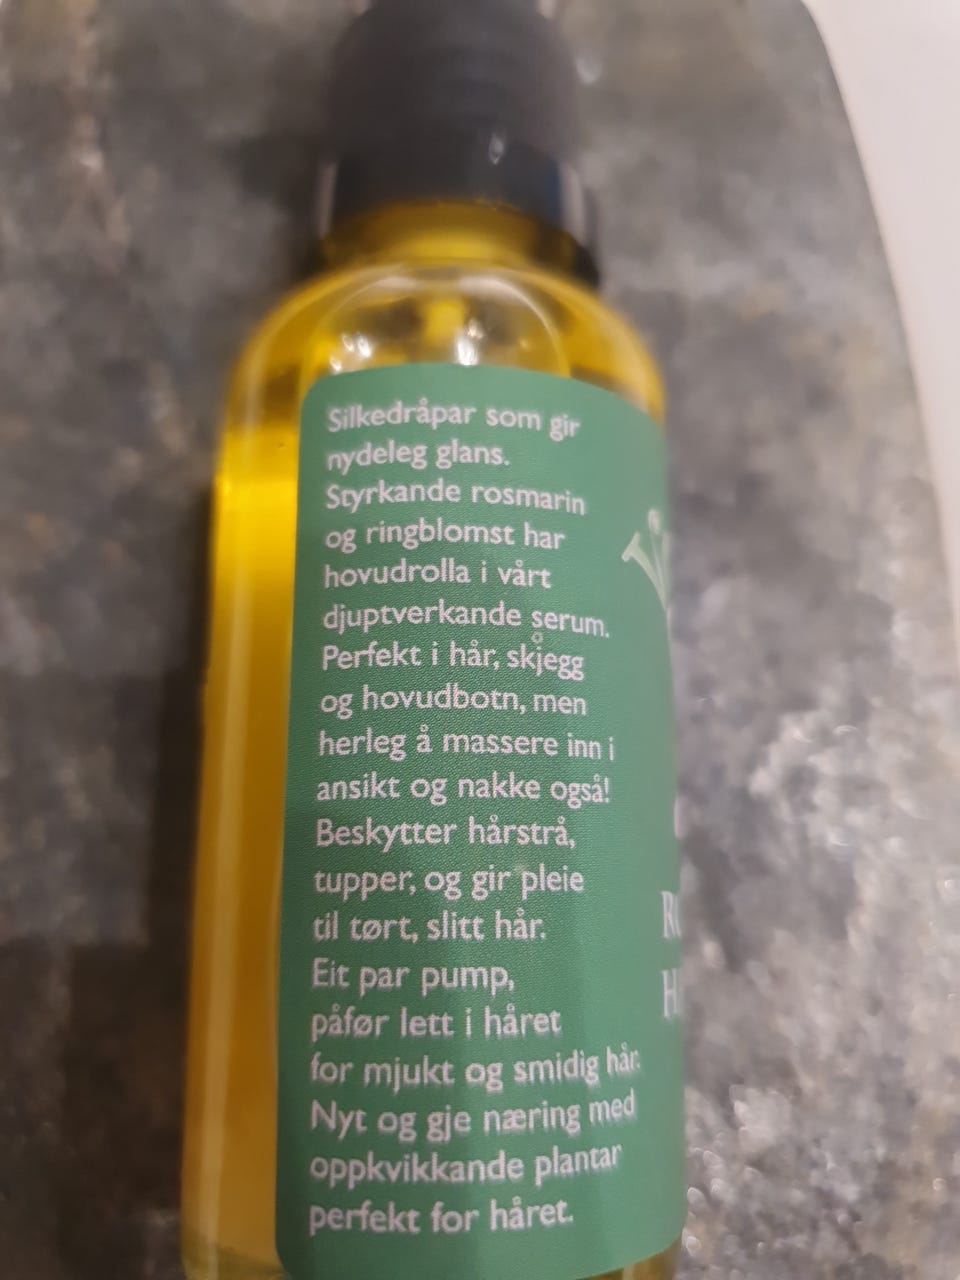 Silkedråpar som gir
nydeleg glans.
Styrkande rosmarin
og ringblomst har
hovudrolla i vårt
djuptverkande serum.
Perfekt i hår, skjegg
og hovudbotn, men
herleg å massere inn i
ansikt og nakke også!
Beskytter hårstrå,
tupper, og gir pleie
til tørt, slitt hår.
Eit par pump,
påfør lett i håret
for mjukt og smidig hår.
Nyt og gje næring med
oppkvikkande plantar
perfekt for håret.